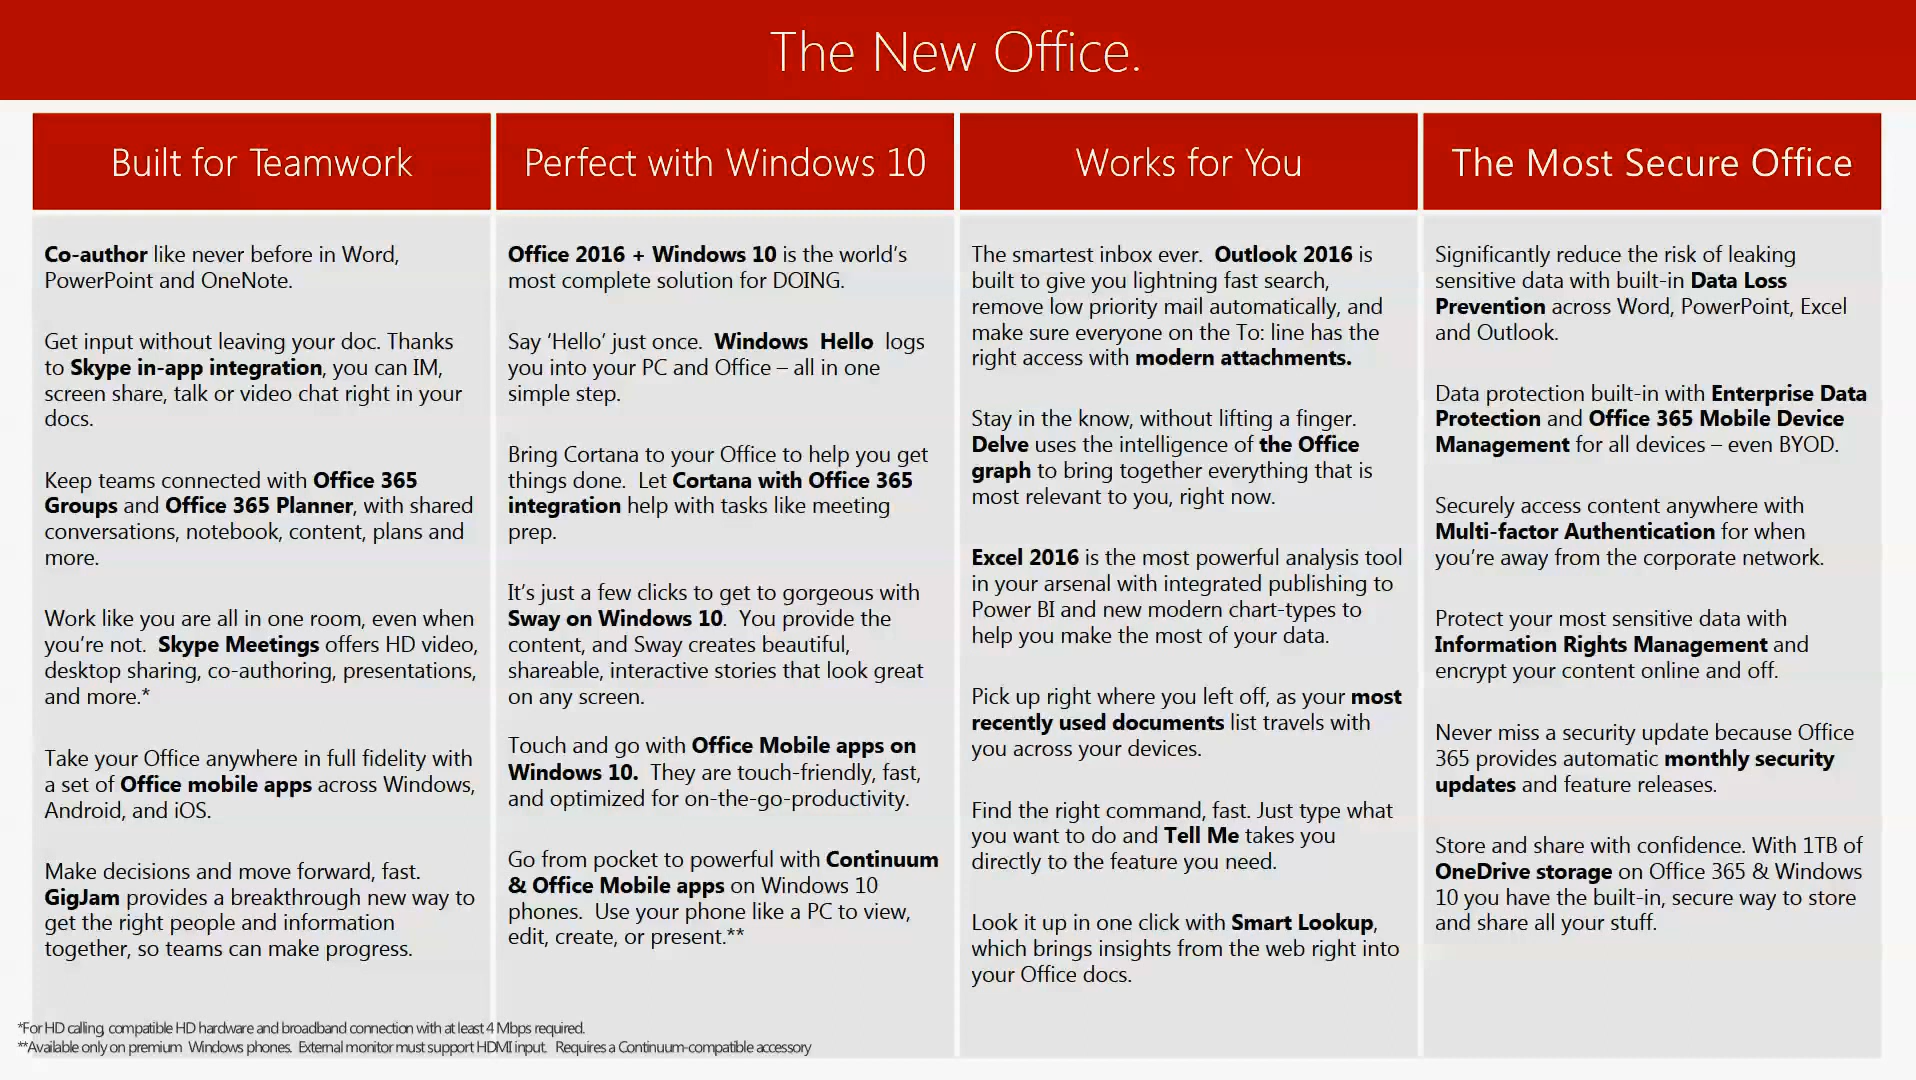 The New Office.
Built for Teamwork
Co-author like never before in Word,
PowerPoint and OneNote.
Get input without leaving your doc. Thanks
to Skype in-app integration, you can IM,
screen share, talk or video chat right in your
docs.
Keep teams connected with Office 365
Groups and Office 365 Planner, with shared
conversations, notebook, content, plans and
more.
Work like you are all in one room, even when
you're not. Skype Meetings offers HD video,
desktop sharing, co-authoring, presentations,
and more.*
Take your Office anywhere in full fidelity with
a set of Office mobile apps across Windows,
Android, and iOS.
Make decisions and move forward, fast.
GigJam provides a breakthrough new way to
get the right people and information
together, so teams can make progress.
Perfect with Windows 10
Office 2016 + Windows 10 is the world's
most complete solution for DOING.
Say 'Hello' just once. Windows Hello logs
you into your PC and Office – all in one
simple step.
Bring Cortana to your Office to help you get
things done. Let Cortana with Office 365
integration help with tasks like meeting
prep.
It's just a few clicks to get to gorgeous with
Sway on Windows 10. You provide the
content, and Sway creates beautiful,
shareable, interactive stories that look great
on any screen.
Touch and go with Office Mobile apps on
Windows 10. They are touch-friendly, fast,
and optimized for on-the-go-productivity.
Go from pocket to powerful with Continuum
& Office Mobile apps on Windows 10
phones. Use your phone like a PC to view,
edit, create, or present.**
Works for You
The smartest inbox ever. Outlook 2016 is
built to give you lightning fast search,
remove low priority mail automatically, and
make sure everyone on the To: line has the
right access with modern attachments.
Stay in the know, without lifting a finger.
Delve uses the intelligence of the Office
graph to bring together everything that is
most relevant to you, right now.
Excel 2016 is the most powerful analysis tool
in your arsenal with integrated publishing to
Power BI and new modern chart-types to
help you make the most of your data.
Pick up right where you left off, as your most
recently used documents list travels with
you across your devices.
Find the right command, fast. Just type what
you want to do and Tell Me takes you
directly to the feature you need.
Look it up in one click with Smart Lookup,
which brings insights from the web right into
your Office docs.
The Most Secure Office
Significantly reduce the risk of leaking
sensitive data with built-in Data Loss
Prevention across Word, PowerPoint, Excel
and Outlook.
Data protection built-in with Enterprise Data
Protection and Office 365 Mobile Device
Management for all devices – even BYOD.
Securely access content anywhere with
Multi-factor Authentication for when
you're away from the corporate network.
Protect your most sensitive data with
Information Rights Management and
encrypt your content online and off.
Never miss a security update because Office
365 provides automatic monthly security
updates and feature releases.
Store and share with confidence. With 1TB of
OneDrive storage on Office 365 & Windows
10 you have the built-in, secure way to store
and share all your stuff.
*For HD calling, compatible HD hardware and broadband connection with at least 4 Mbps required.
**Available only on premium Windows phones. External monitor must support HDMI input. Requires a Continuum-compatible accessory